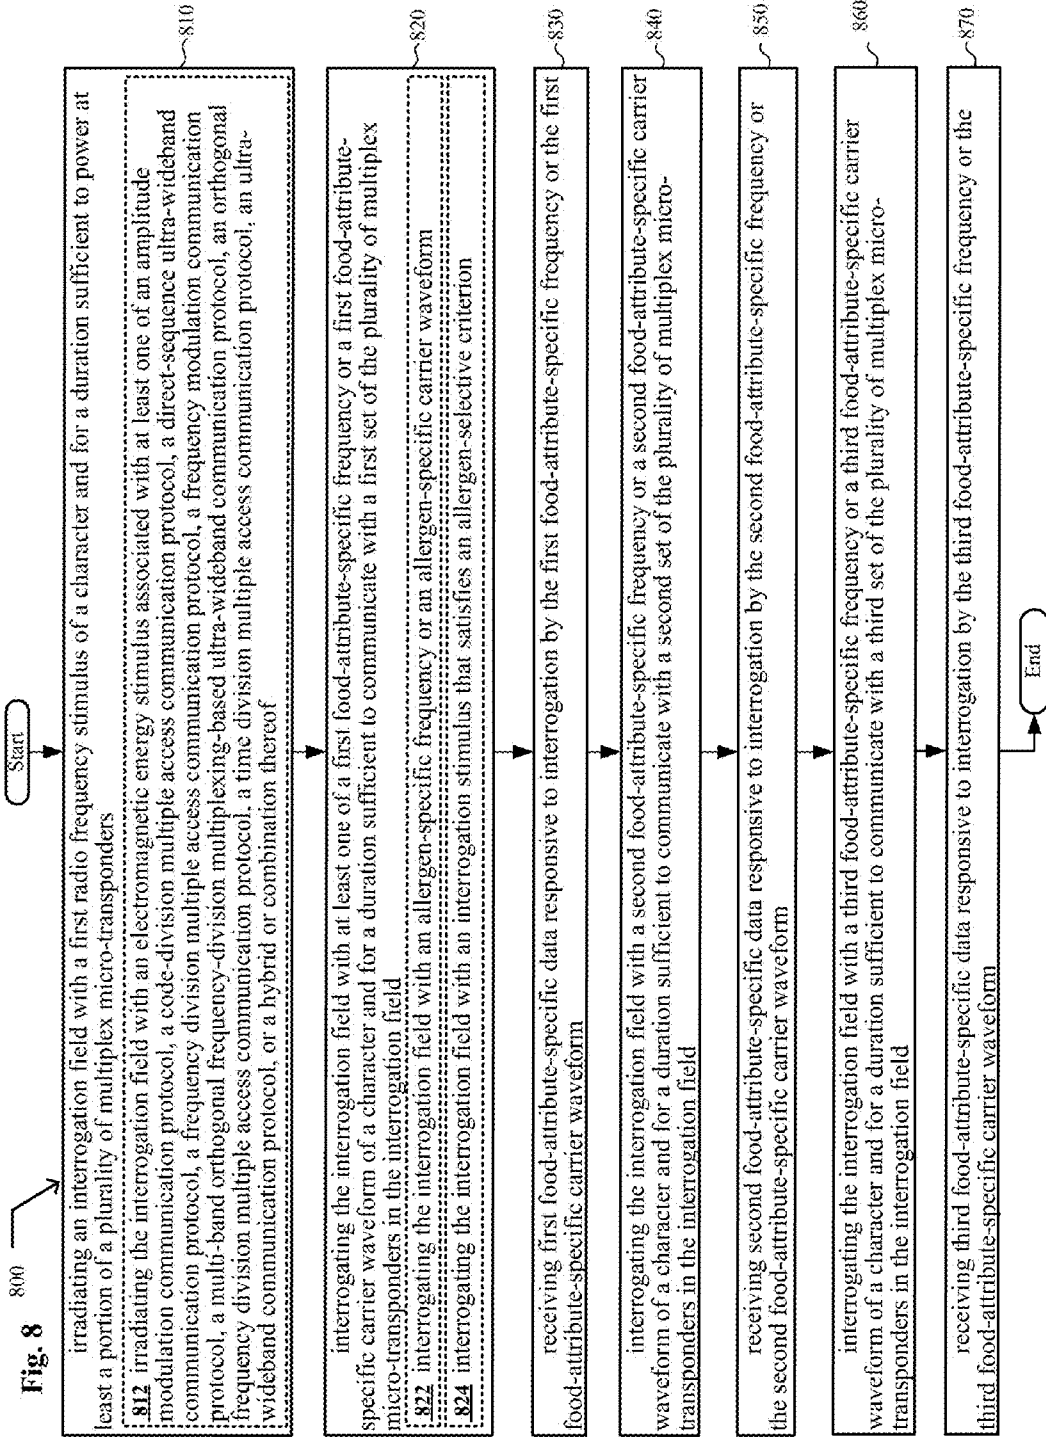 Fig. 8
800
Start
irradiating an interrogation field with a first radio frequency stimulus of a character and for a duration sufficient to power at
least a portion of a plurality of multiplex micro-transponders
812 irradiating the interrogation field with an electromagnetic energy stimulus associated with at least one of an amplitude
modulation communication protocol, a code-division multiple access communication protocol, a direct-sequence ultra-wideband
communication protocol, a frequency division multiple access communication protocol, a frequency modulation communication
protocol, a multi-band orthogonal frequency-division multiplexing-based ultra-wideband communication protocol, an orthogonal
frequency division multiple access communication protocol, a time division multiple access communication protocol, an ultra-
wideband communication protocol, or a hybrid or combination thereof
810
interrogating the interrogation field with at least one of a first food-attribute-specific frequency or a first food-attribute-
specific carrier waveform of a character and for a duration sufficient to communicate with a first set of the plurality of multiplex
micro-transponders in the interrogation field
822 interrogating the interrogation field with an allergen-specific frequency or an allergen-specific carrier waveform
824 interrogating the interrogation field with an interrogation stimulus that satisfies an allergen-selective criterion
820
receiving first food-attribute-specific data responsive to interrogation by the first food-attribute-specific frequency or the first
food-attribute-specific carrier waveform
830
interrogating the interrogation field with a second food-attribute-specific frequency or a second food-attribute-specific carrier
waveform of a character and for a duration sufficient to communicate with a second set of the plurality of multiplex micro-
transponders in the interrogation field
840
receiving second food-attribute-specific data responsive to interrogation by the second food-attribute-specific frequency or
the second food-attribute-specific carrier waveform
850
interrogating the interrogation field with a third food-attribute-specific frequency or a third food-attribute-specific carrier
waveform of a character and for a duration sufficient to communicate with a third set of the plurality of multiplex micro-
transponders in the interrogation field
860
receiving third food-attribute-specific data responsive to interrogation by the third food-attribute-specific frequency or the
third food-attribute-specific carrier waveform
870
End